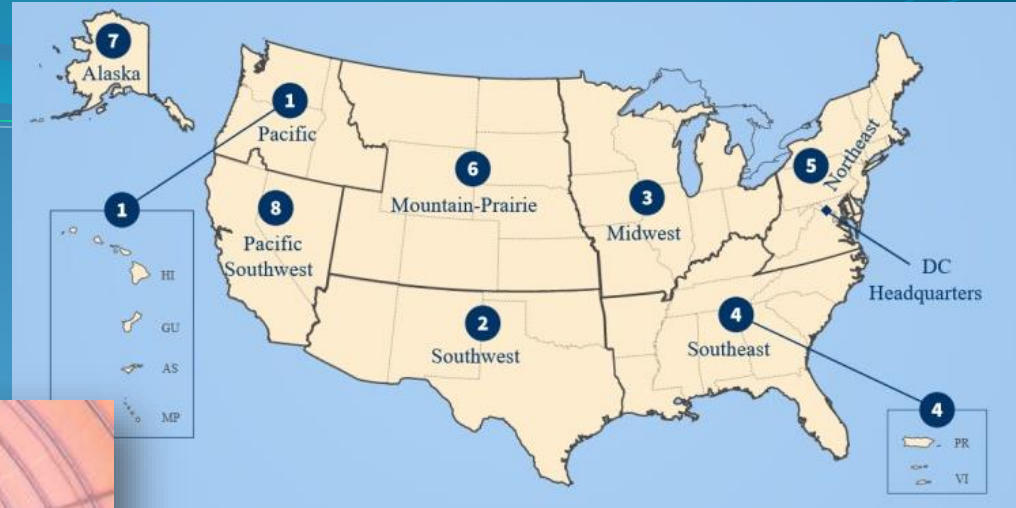 7
Alaska
1
Pacific
6
Mountain-Prairie
3
Midwest
5
Northeast
8
Pacific
Southwest
1
HI
GU
AS
MP
2
Southwest
4
Southeast
DC
Headquarters
4
PR
VI